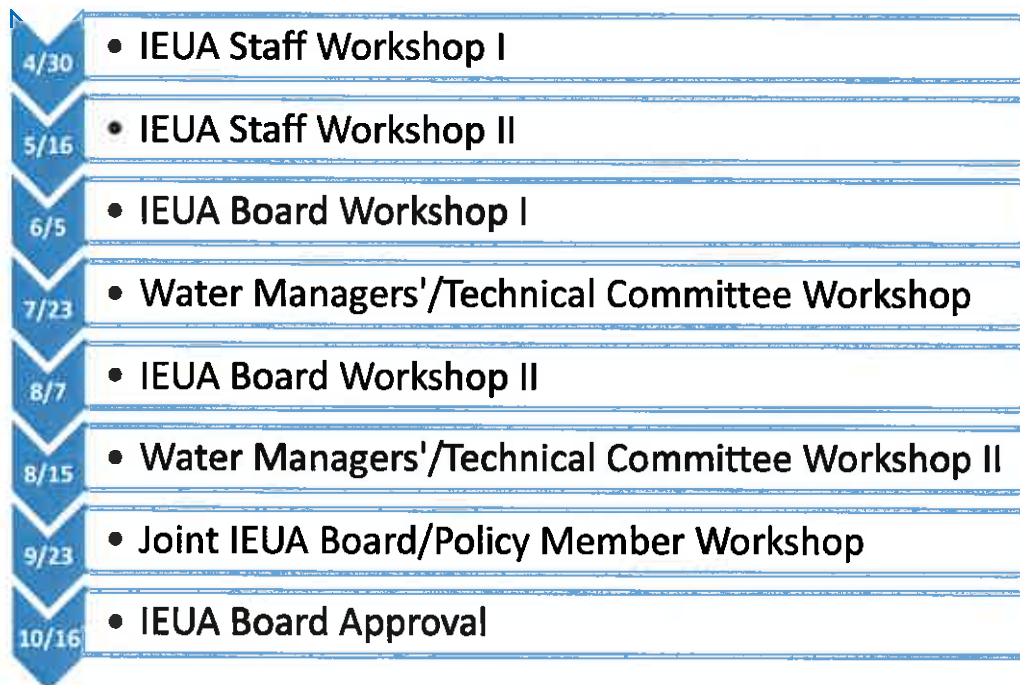 4/30 • IEUA Staff Workshop I
5/16 • IEUA Staff Workshop II
6/5 • IEUA Board Workshop I
7/23 • Water Managers'/Technical Committee Workshop
8/7 • IEUA Board Workshop II
8/15 • Water Managers'/Technical Committee Workshop II
9/23 • Joint IEUA Board/Policy Member Workshop
10/16 • IEUA Board Approval